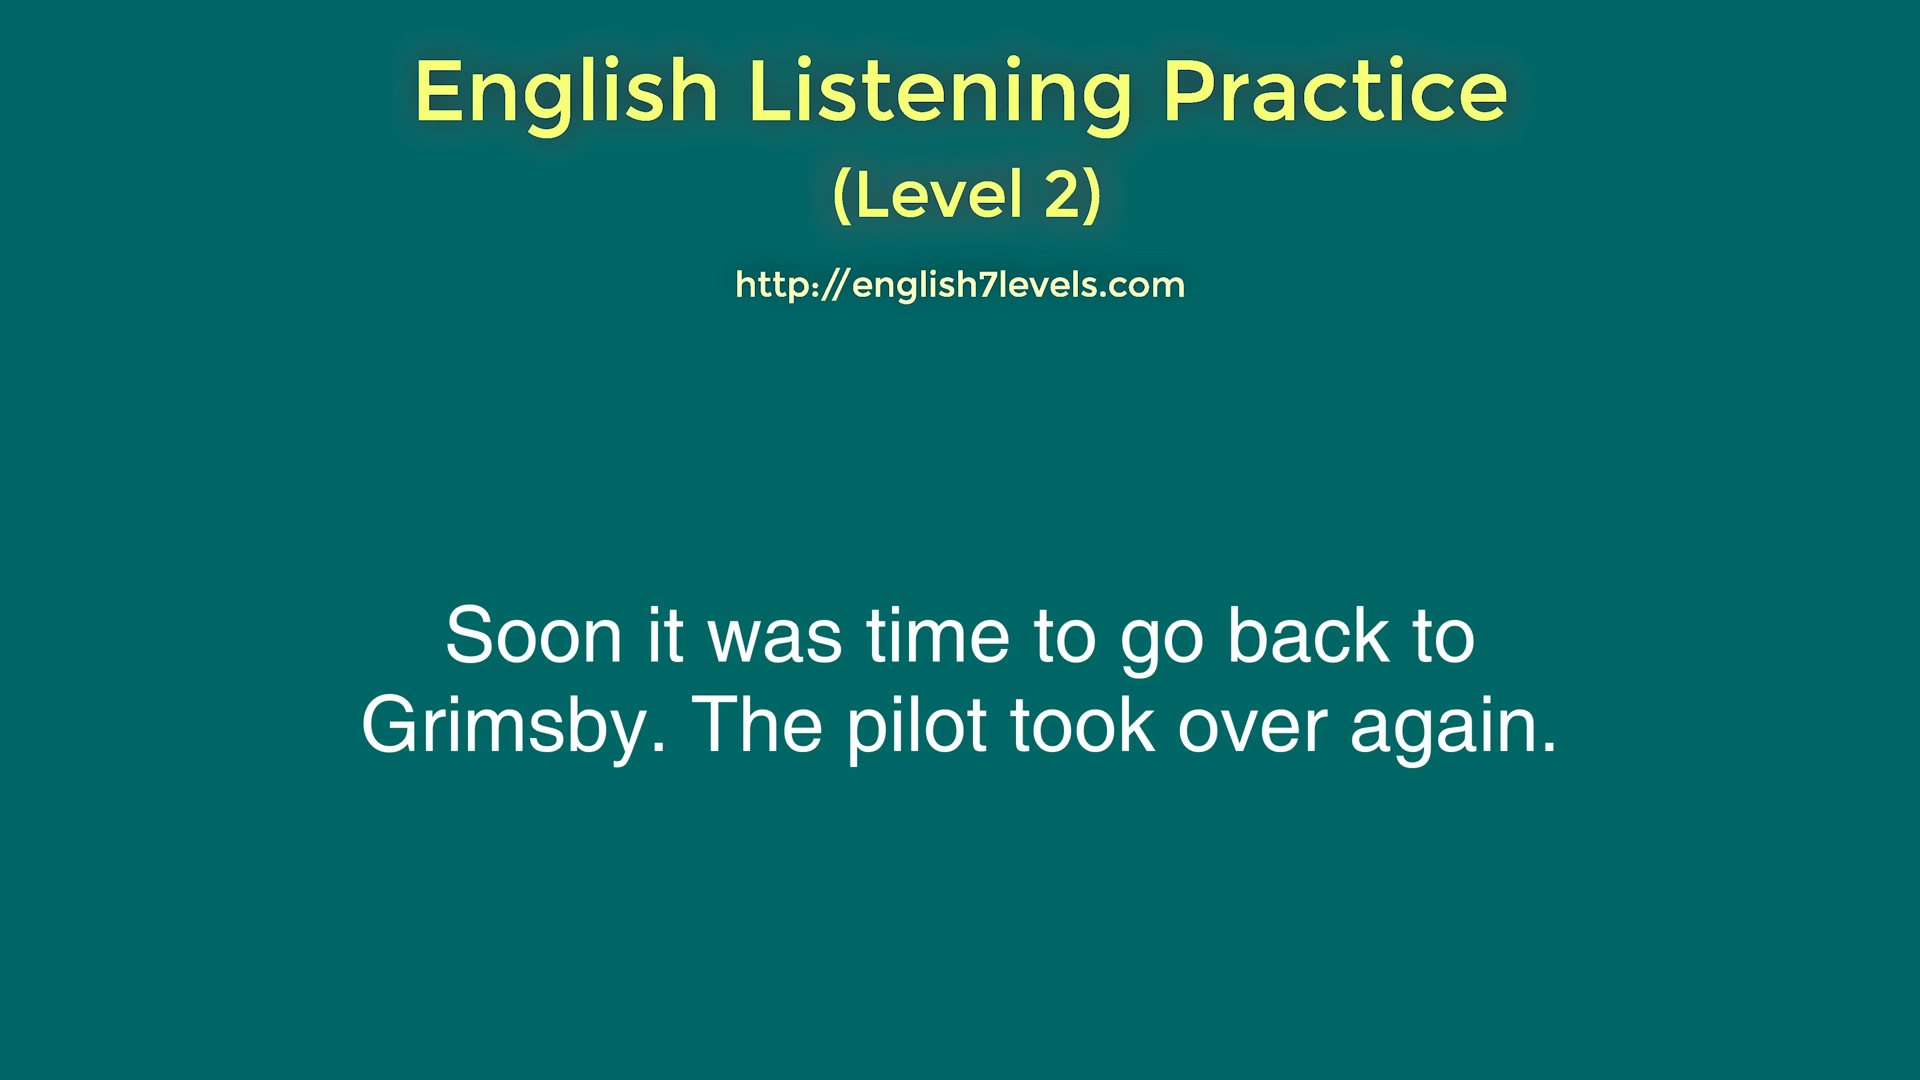 English Listening Practice
(Level 2)
http://english7levels.com
Soon it was time to go back to
Grimsby. The pilot took over again.